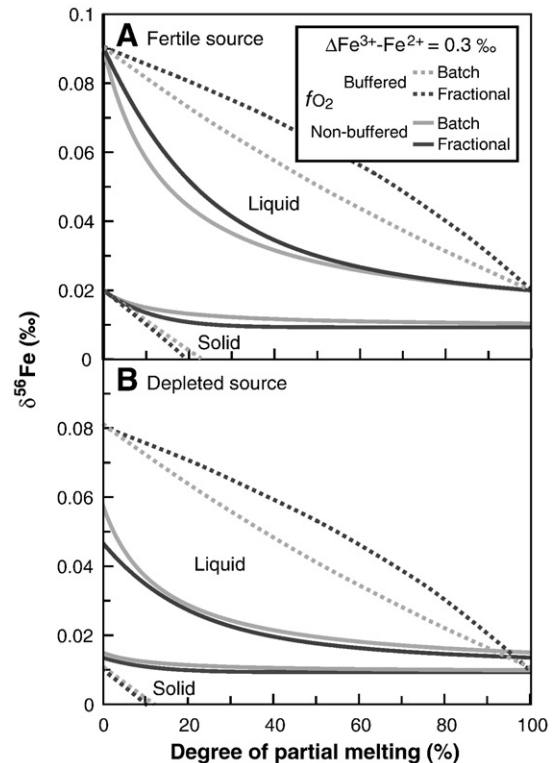 0.1
A Fertile source
ΔFe³⁺-Fe²⁺ = 0.3 ‰
Buffered
Batch
Fractional
fO₂
Non-buffered
Batch
Fractional
0.08
0.06
Liquid
0.04
0.02
Solid
0
B Depleted source
0.08
0.06
Liquid
0.04
0.02
Solid
0
0 20 40 60 80 100
δ⁵⁶Fe (‰)
Degree of partial melting (%)